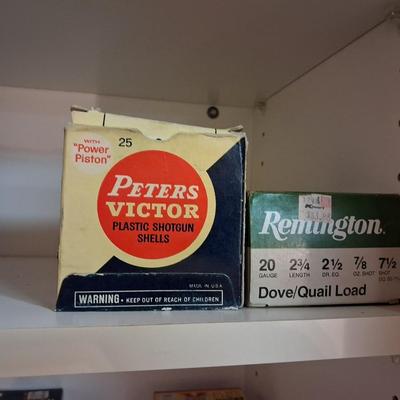 WITH
"Power
Piston"
25
PETERS
VICTOR
PLASTIC SHOTGUN
SHELLS
MADE IN U.S.A.
WARNING • KEEP OUT OF REACH OF CHILDREN
Remington.
20 2¾ 2½ ⅞ 7½
GAUGE LENGTH DR. EQ. OZ. SHOT SHOT
Dove/Quail Load